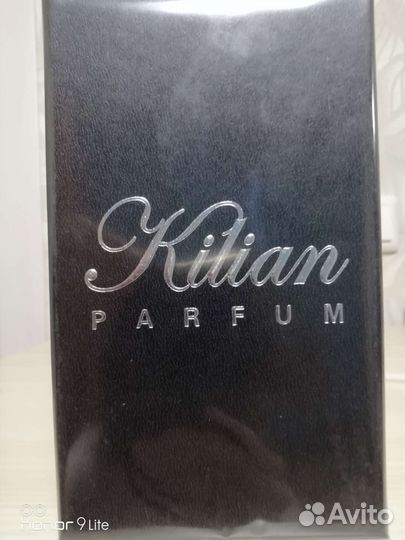 Kilian
PARFUM
HONOR 9 Lite
Avito